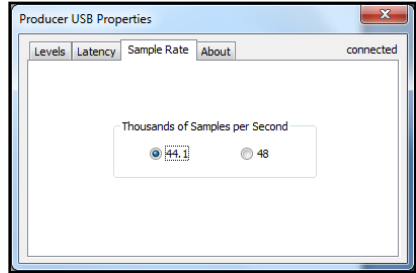 Producer USB Properties
x
Levels Latency Sample Rate About connected
Thousands of Samples per Second
44.1 48